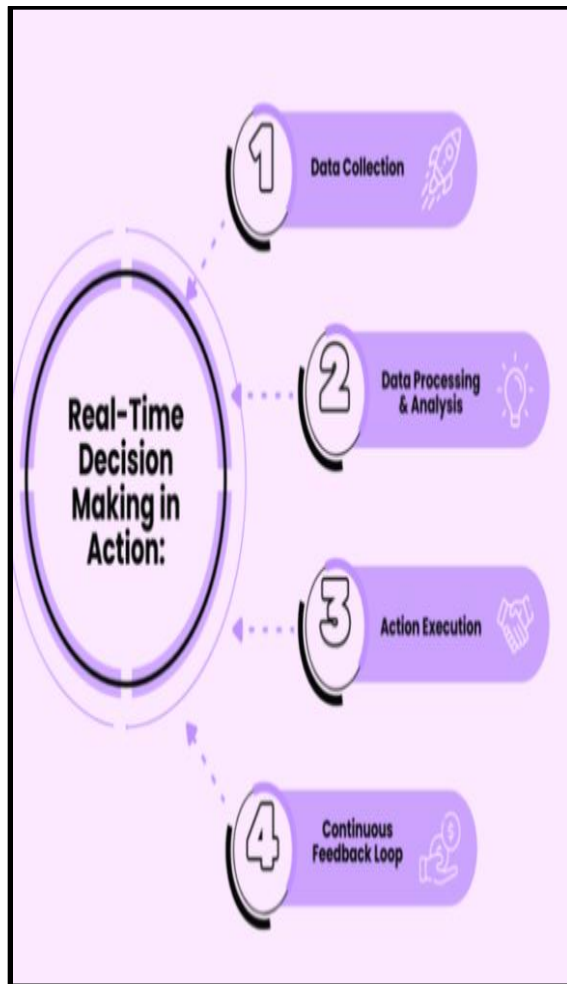 Real-Time
Decision
Making in
Action:
1
Data Collection
2
Data Processing
& Analysis
3
Action Execution
4
Continuous
Feedback Loop
$